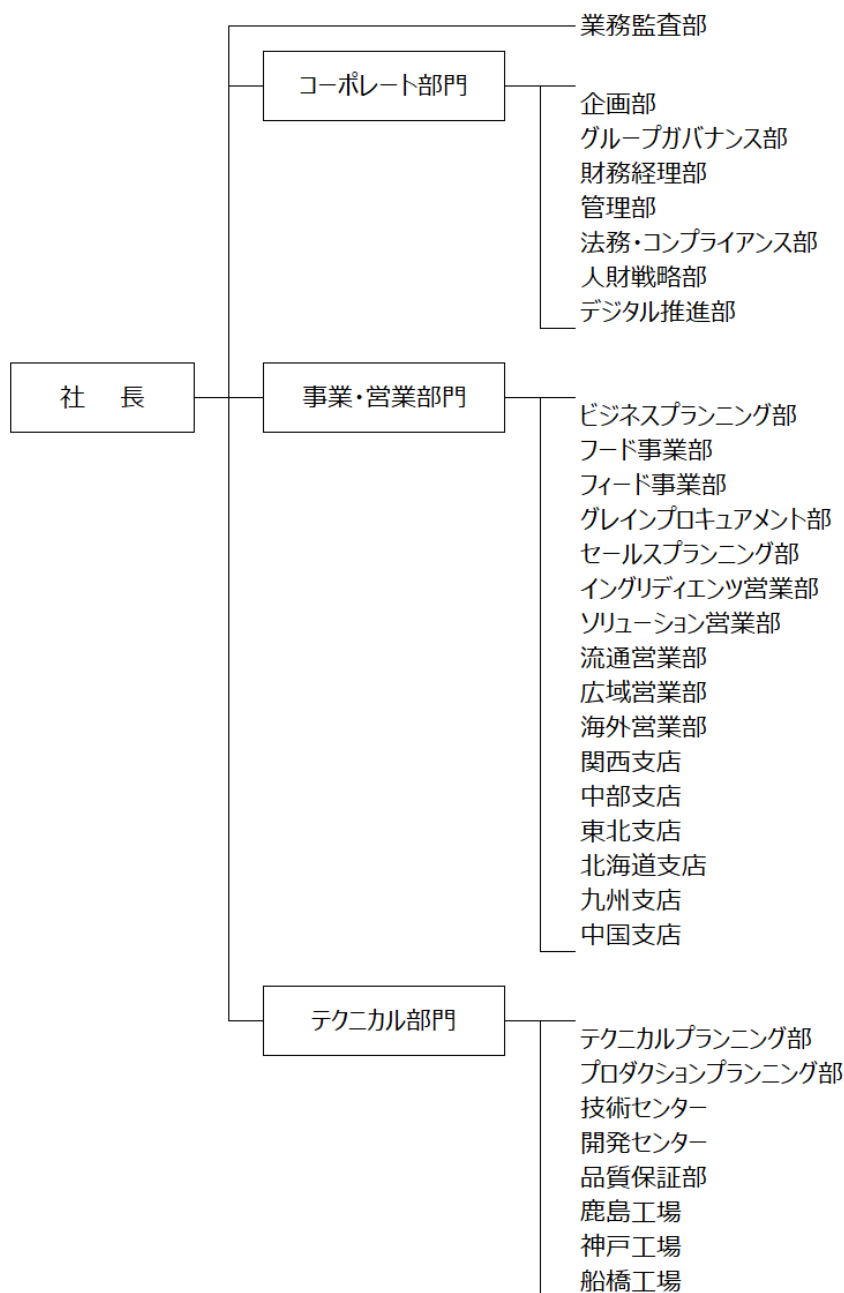 業務監査部
コーポレート部門
企画部
グループガバナンス部
財務経理部
管理部
法務・コンプライアンス部
人財戦略部
デジタル推進部
社　長
事業・営業部門
ビジネスプランニング部
フード事業部
フィード事業部
グレインプロキュアメント部
セールスプランニング部
イングリディエンツ営業部
ソリューション営業部
流通営業部
広域営業部
海外営業部
関西支店
中部支店
東北支店
北海道支店
九州支店
中国支店
テクニカル部門
テクニカルプランニング部
プロダクションプランニング部
技術センター
開発センター
品質保証部
鹿島工場
神戸工場
船橋工場